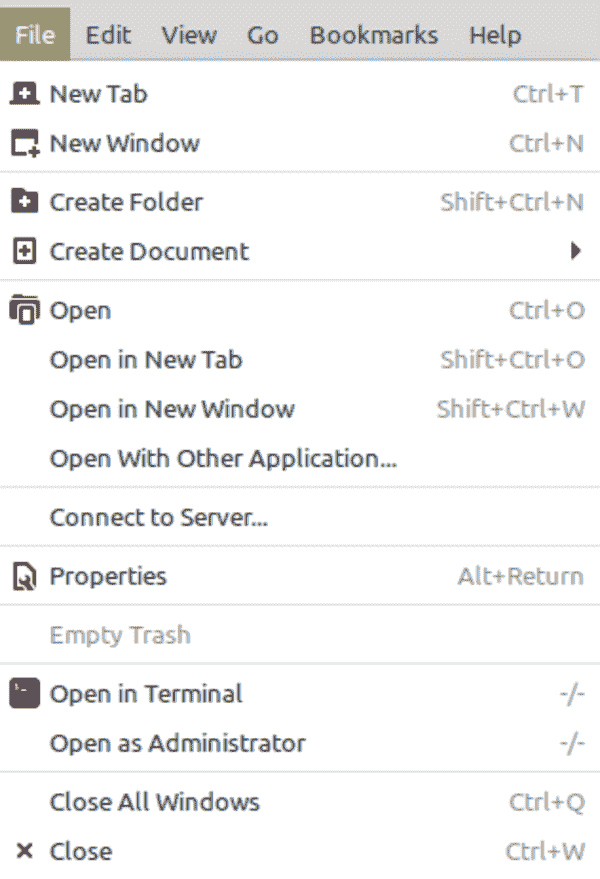 File Edit View Go Bookmarks Help
New Tab Ctrl+T
New Window Ctrl+N
Create Folder Shift+Ctrl+N
Create Document
Open Ctrl+O
Open in New Tab Shift+Ctrl+O
Open in New Window Shift+Ctrl+W
Open With Other Application...
Connect to Server...
Properties Alt+Return
Empty Trash
Open in Terminal -/-
Open as Administrator -/-
Close All Windows Ctrl+Q
Close Ctrl+W